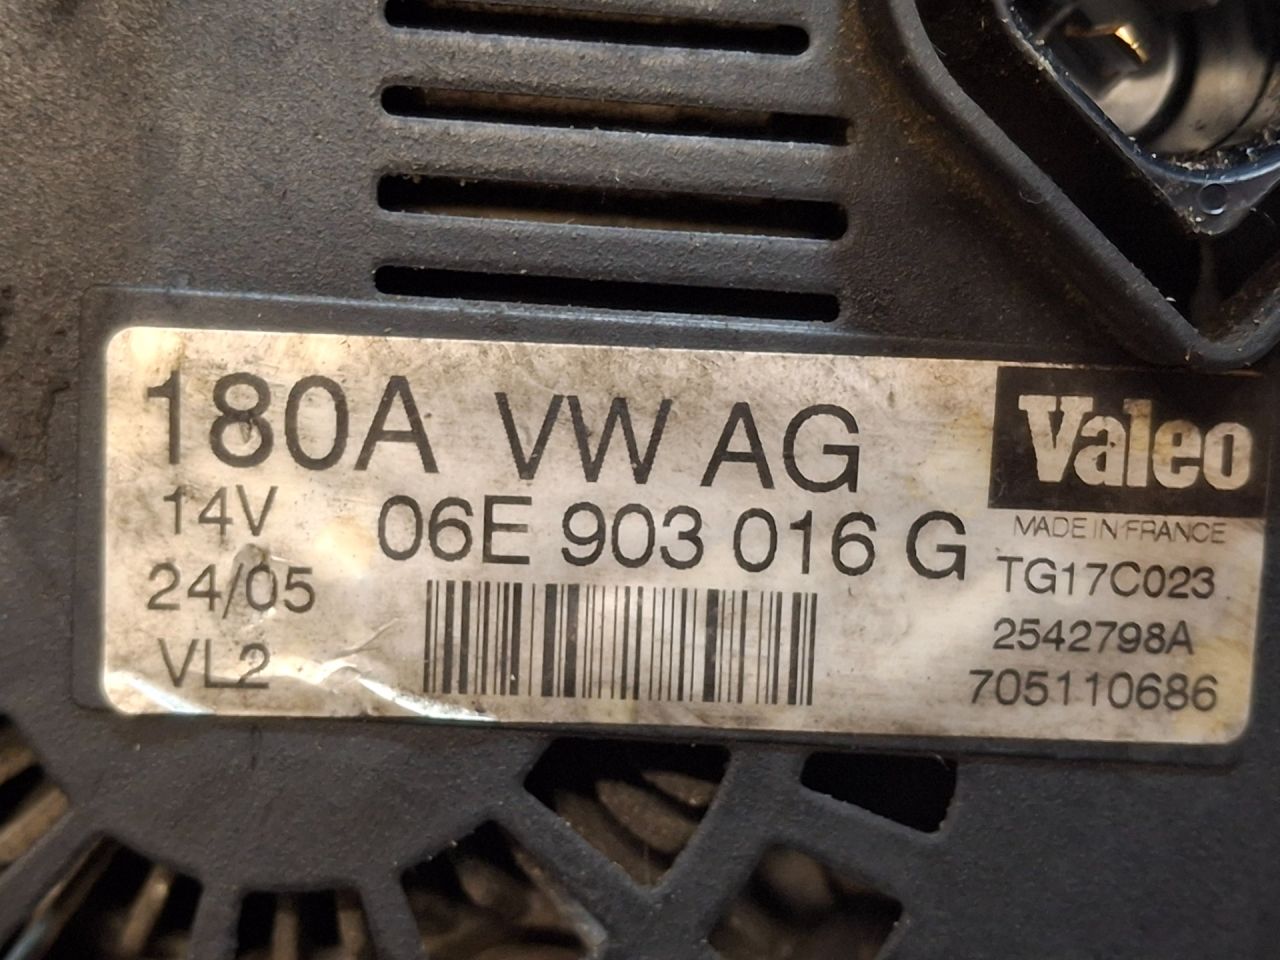 180A VW AG
Valeo
14V
06E 903 016 G
MADE IN FRANCE
24/05
TG17C023
VL2
2542798A
705110686